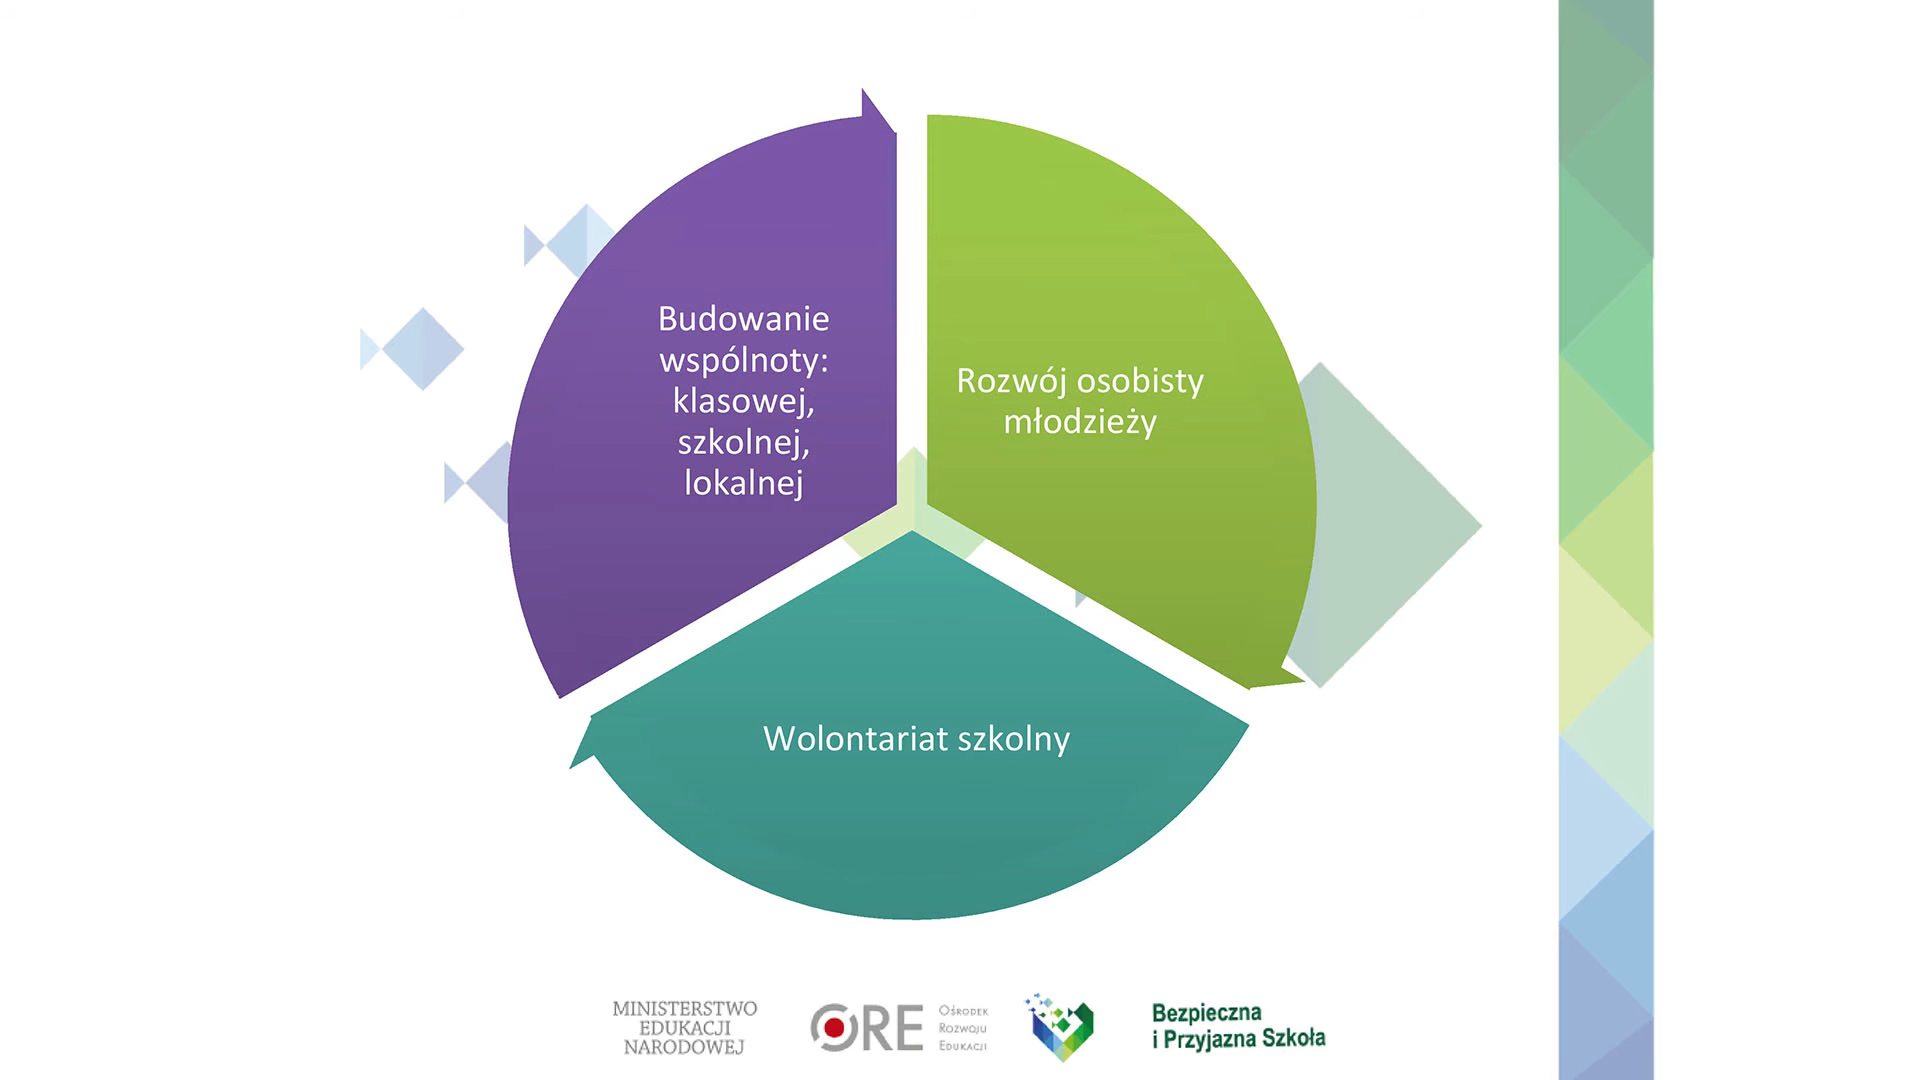 Budowanie
wspólnoty:
klasowej,
szkolnej,
lokalnej
Rozwój osobisty
młodzieży
Wolontariat szkolny
MINISTERSTWO
EDUKACJI
NARODOWEJ
ORE
Ośrodek
Rozwoju
Edukacji
Bezpieczna
i Przyjazna Szkoła